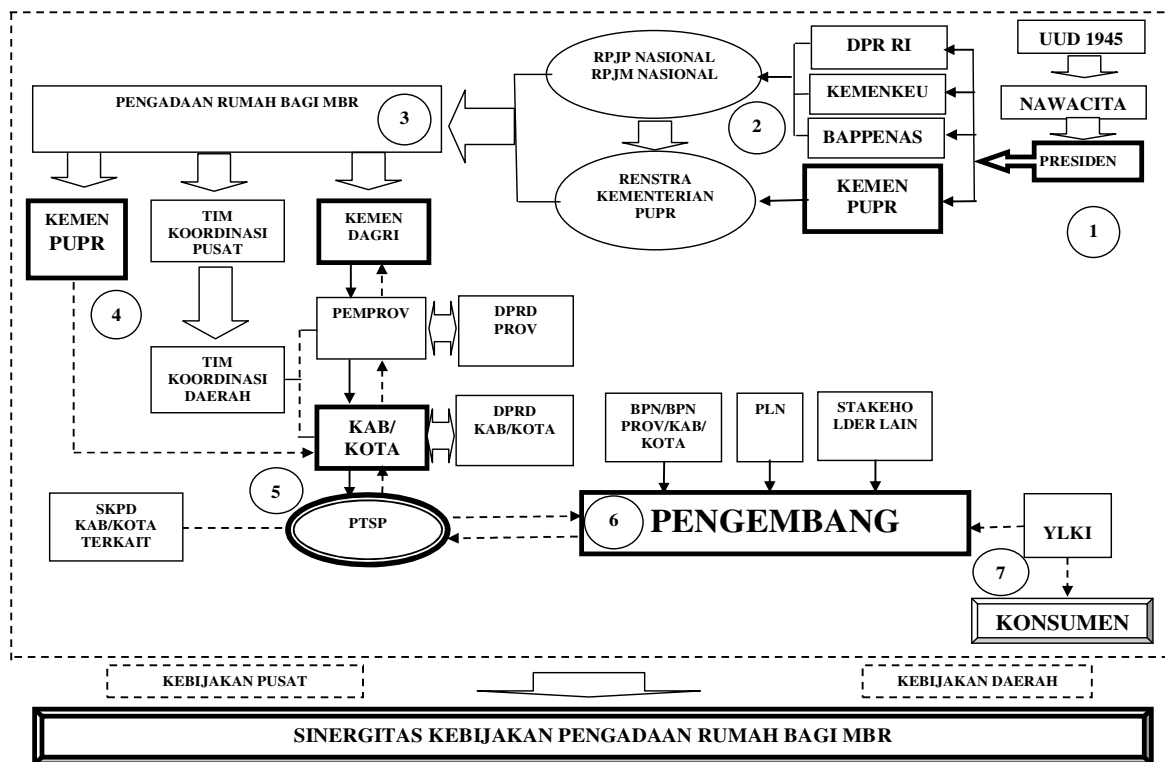 UUD 1945
NAWACITA
PRESIDEN
1
DPR RI
KEMENKEU
BAPPENAS
KEMEN
PUPR
2
RPJP NASIONAL
RPJM NASIONAL
RENSTRA
KEMENTERIAN
PUPR
PENGADAAN RUMAH BAGI MBR
3
KEMEN
PUPR
TIM
KOORDINASI
PUSAT
KEMEN
DAGRI
4
PEMPROV
DPRD
PROV
TIM
KOORDINASI
DAERAH
KAB/
KOTA
DPRD
KAB/KOTA
BPN/BPN
PROV/KAB/
KOTA
PLN
STAKEHO
LDER LAIN
5
SKPD
KAB/KOTA
TERKAIT
PTSP
6
PENGEMBANG
YLKI
7
KONSUMEN
KEBIJAKAN PUSAT
KEBIJAKAN DAERAH
SINERGITAS KEBIJAKAN PENGADAAN RUMAH BAGI MBR